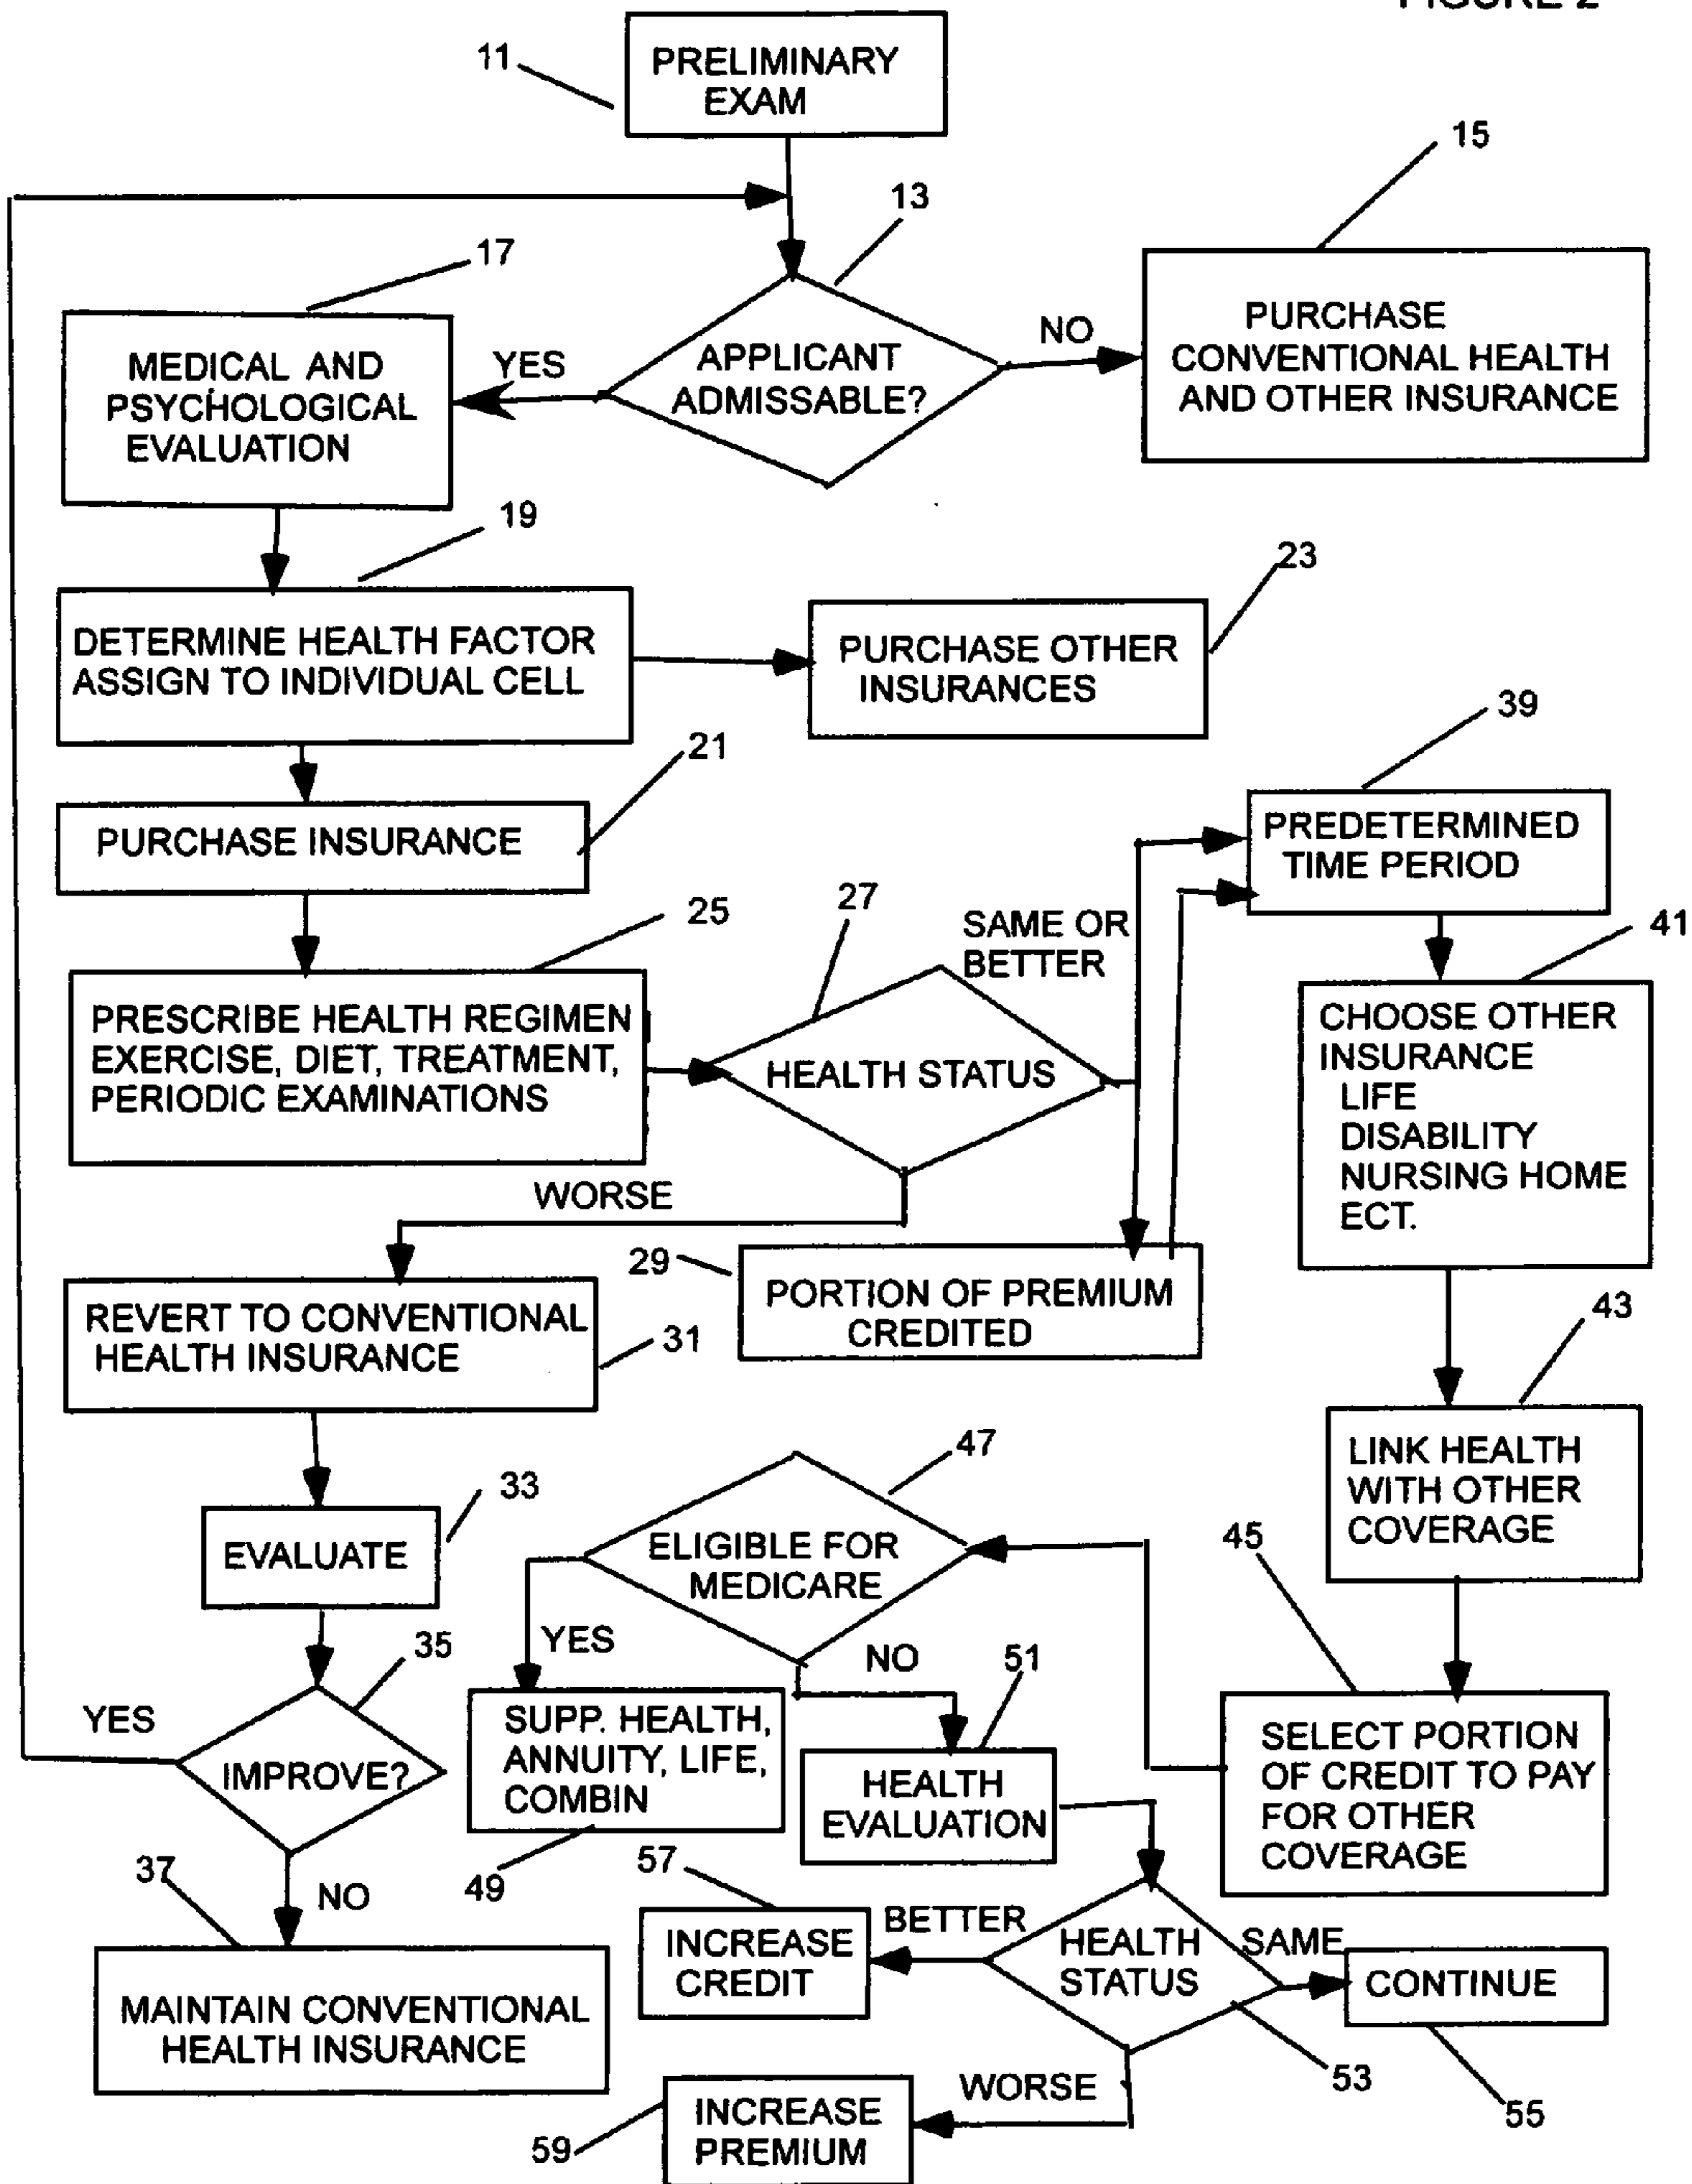 FIGURE 2
11
PRELIMINARY
EXAM
15
13
17
PURCHASE
CONVENTIONAL HEALTH
AND OTHER INSURANCE
NO
APPLICANT
ADMISSABLE?
YES
MEDICAL AND
PSYCHOLOGICAL
EVALUATION
19
23
DETERMINE HEALTH FACTOR
ASSIGN TO INDIVIDUAL CELL
PURCHASE OTHER
INSURANCES
39
21
PURCHASE INSURANCE
PREDETERMINED
TIME PERIOD
27
25
SAME OR
BETTER
41
PRESCRIBE HEALTH REGIMEN
EXERCISE, DIET, TREATMENT,
PERIODIC EXAMINATIONS
HEALTH STATUS
CHOOSE OTHER
INSURANCE
LIFE
DISABILITY
NURSING HOME
ECT.
WORSE
29
PORTION OF PREMIUM
CREDITED
REVERT TO CONVENTIONAL
HEALTH INSURANCE
31
43
47
LINK HEALTH
WITH OTHER
COVERAGE
33
EVALUATE
ELIGIBLE FOR
MEDICARE
45
35
YES
NO
51
YES
IMPROVE?
SUPP. HEALTH,
ANNUITY, LIFE,
COMBIN
HEALTH
EVALUATION
SELECT PORTION
OF CREDIT TO PAY
FOR OTHER
COVERAGE
37
NO
49
57
BETTER
INCREASE
CREDIT
HEALTH
STATUS
SAME
CONTINUE
MAINTAIN CONVENTIONAL
HEALTH INSURANCE
53
WORSE
55
59
INCREASE
PREMIUM